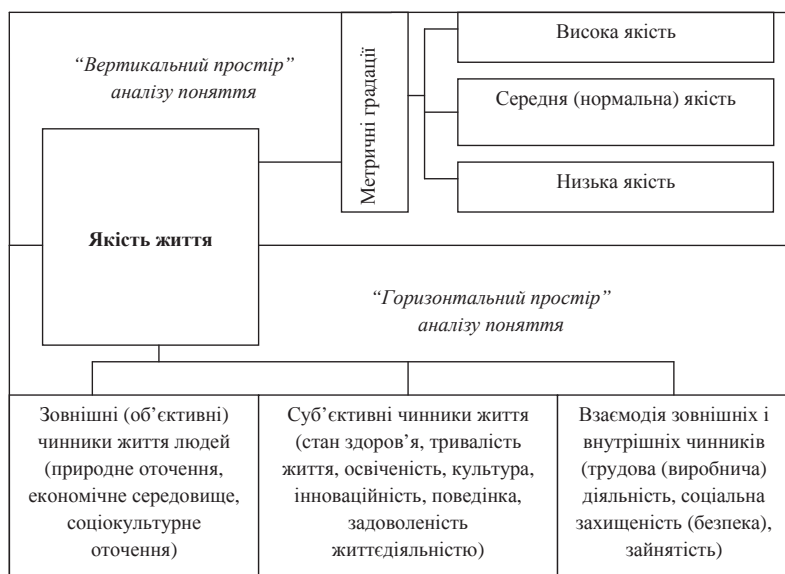 “Вертикальний простір”
аналізу поняття
Метричні градації
Висока якість
Середня (нормальна) якість
Низька якість
Якість життя
“Горизонтальний простір”
аналізу поняття
Зовнішні (об’єктивні)
чинники життя людей
(природне оточення,
економічне середовище,
соціокультурне
оточення)
Суб’єктивні чинники життя
(стан здоров’я, тривалість
життя, освіченість, культура,
інноваційність, поведінка,
задоволеність
життєдіяльністю)
Взаємодія зовнішніх і
внутрішніх чинників
(трудова (виробнича)
діяльність, соціальна
захищеність (безпека),
зайнятість)